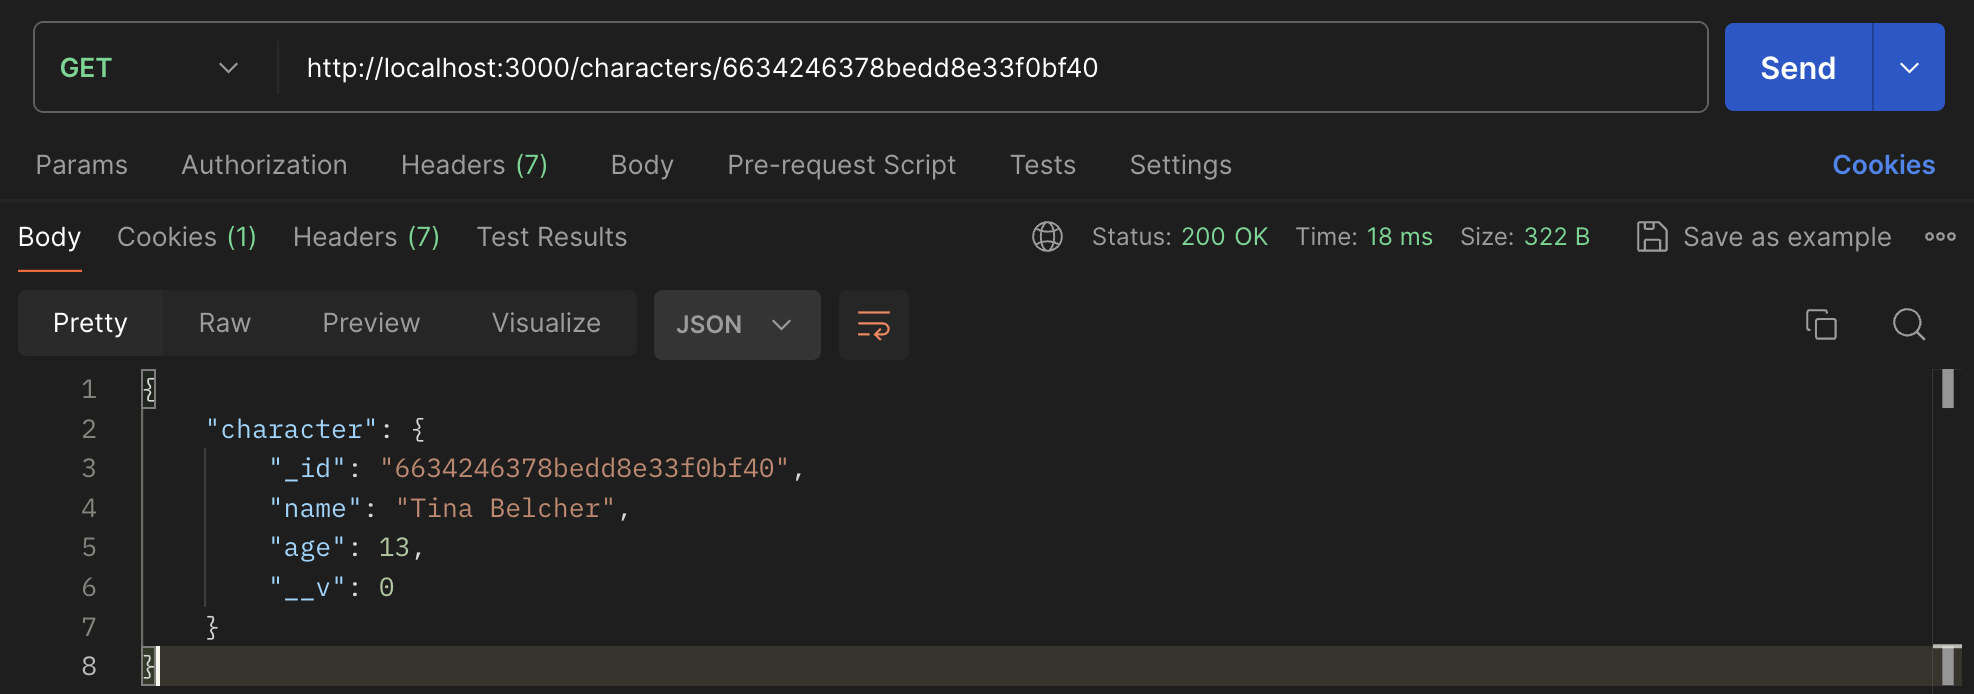 GET http://localhost:3000/characters/6634246378bedd8e33f0bf40 Send
Params Authorization Headers (7) Body Pre-request Script Tests Settings Cookies
Body Cookies (1) Headers (7) Test Results Status: 200 OK Time: 18 ms Size: 322 B Save as example
Pretty Raw Preview Visualize JSON
1 {
2 "character": {
3 "_id": "6634246378bedd8e33f0bf40",
4 "name": "Tina Belcher",
5 "age": 13,
6 "__v": 0
7 }
8 }